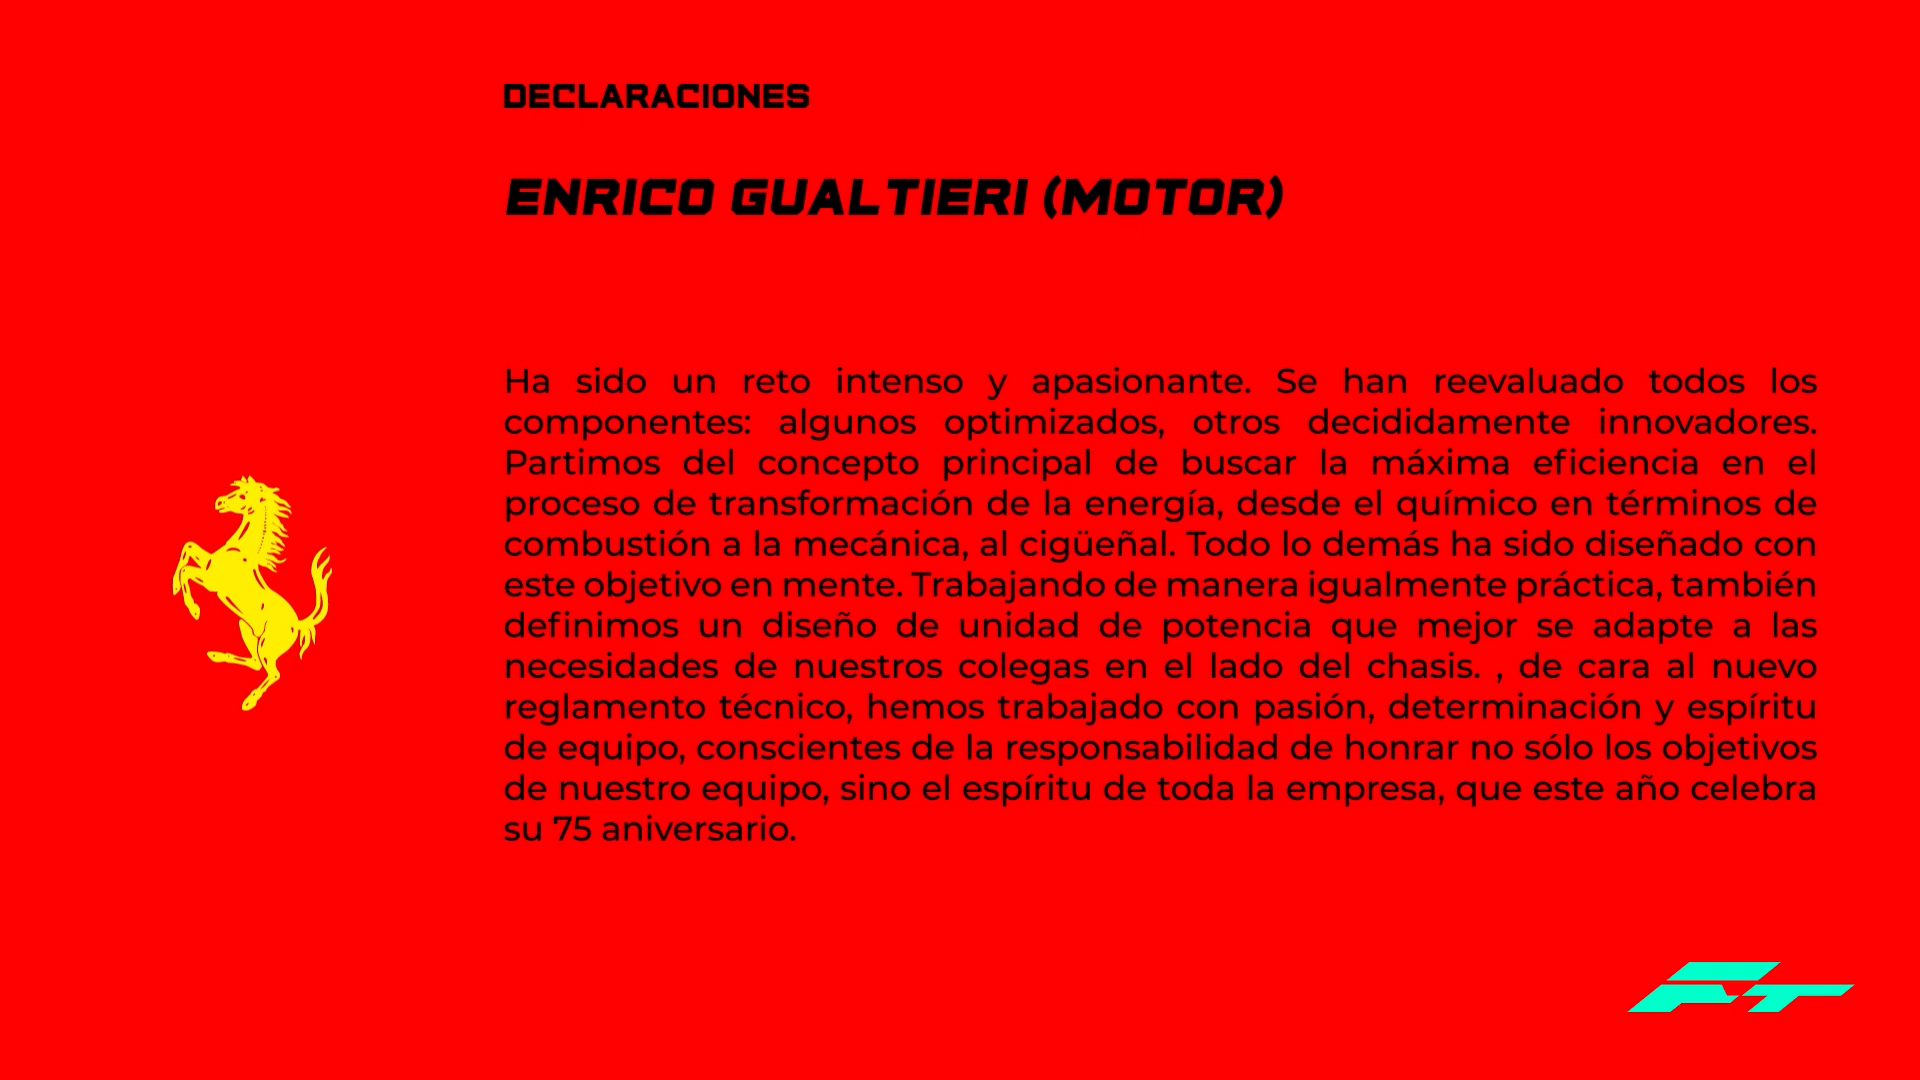 DECLARACIONES
ENRICO GUALTIERI (MOTOR)
Ha sido un reto intenso y apasionante. Se han reevaluado todos los
componentes: algunos optimizados, otros decididamente innovadores.
Partimos del concepto principal de buscar la máxima eficiencia en el
proceso de transformación de la energía, desde el químico en términos de
combustión a la mecánica, al cigüeñal. Todo lo demás ha sido diseñado con
este objetivo en mente. Trabajando de manera igualmente práctica, también
definimos un diseño de unidad de potencia que mejor se adapte a las
necesidades de nuestros colegas en el lado del chasis. , de cara al nuevo
reglamento técnico, hemos trabajado con pasión, determinación y espíritu
de equipo, conscientes de la responsabilidad de honrar no sólo los objetivos
de nuestro equipo, sino el espíritu de toda la empresa, que este año celebra
su 75 aniversario.
FT